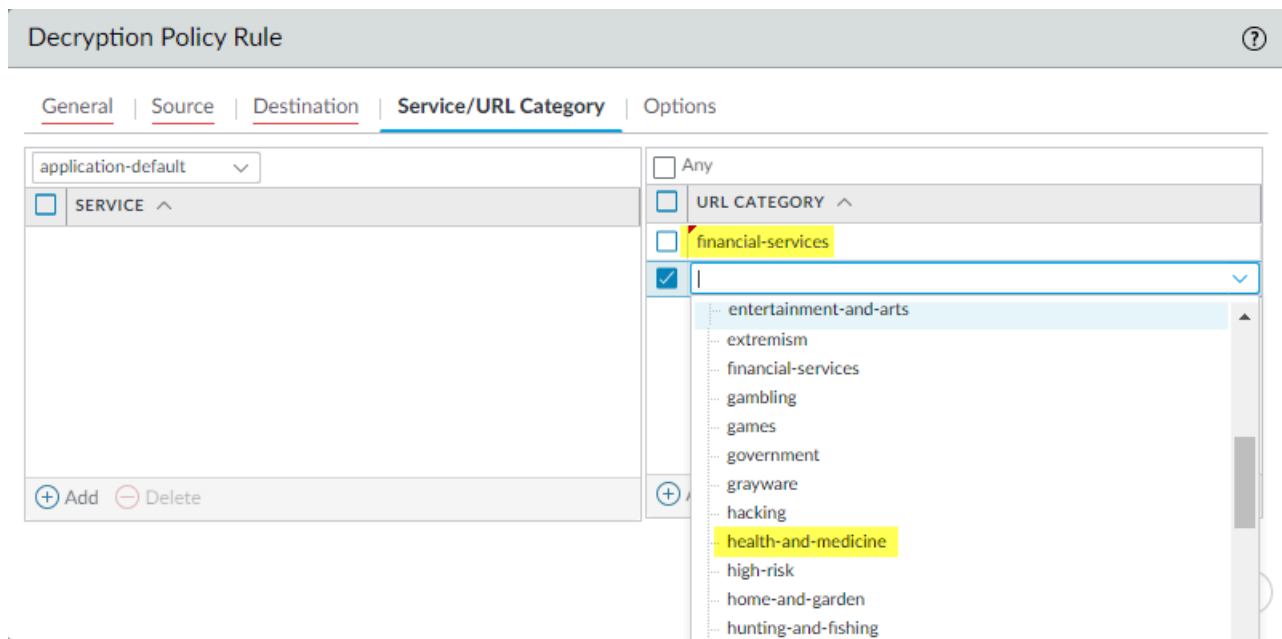 Decryption Policy Rule
General | Source | Destination | Service/URL Category | Options
application-default
Any
SERVICE
URL CATEGORY
financial-services
entertainment-and-arts
extremism
financial-services
gambling
games
government
grayware
hacking
health-and-medicine
high-risk
home-and-garden
hunting-and-fishing
Add Delete